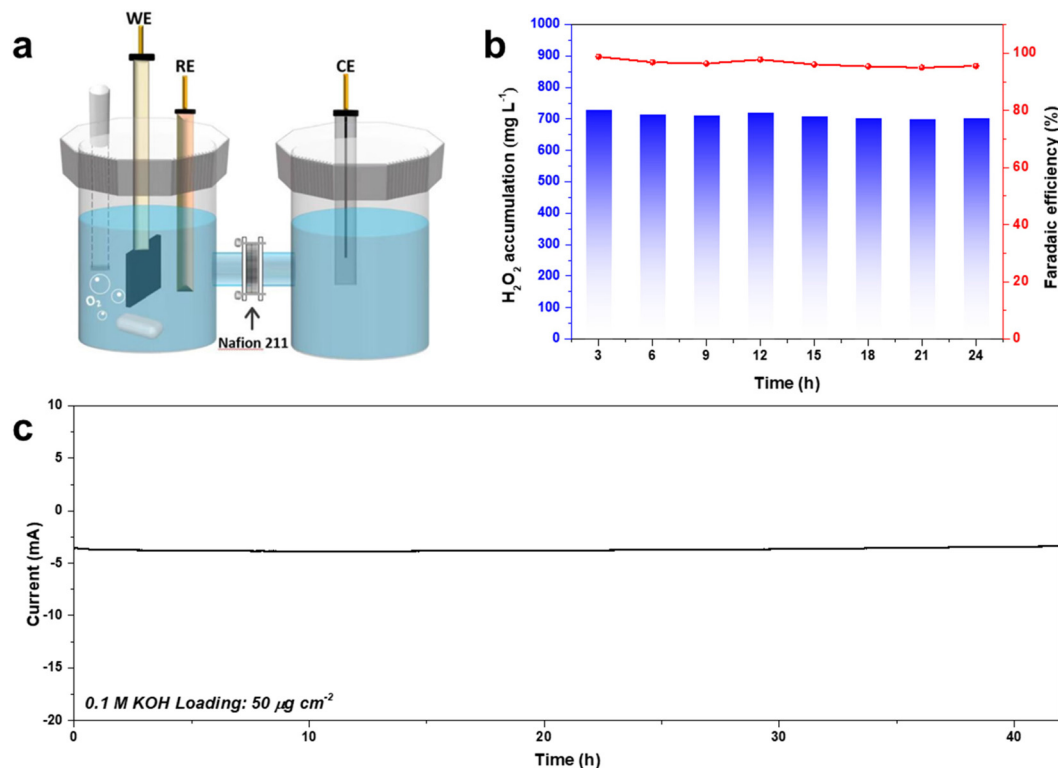 a
WE
RE
CE
O₂
Nafion 211
b
H₂O₂ accumulation (mg L⁻¹)
1000
900
800
700
600
500
400
300
200
100
0
3 6 9 12 15 18 21 24
Time (h)
100
80
60
40
20
0
Faradaic efficiency (%)
c
Current (mA)
10
5
0
-5
-10
-15
-20
0.1 M KOH Loading: 50 μg cm⁻²
0 10 20 30 40
Time (h)